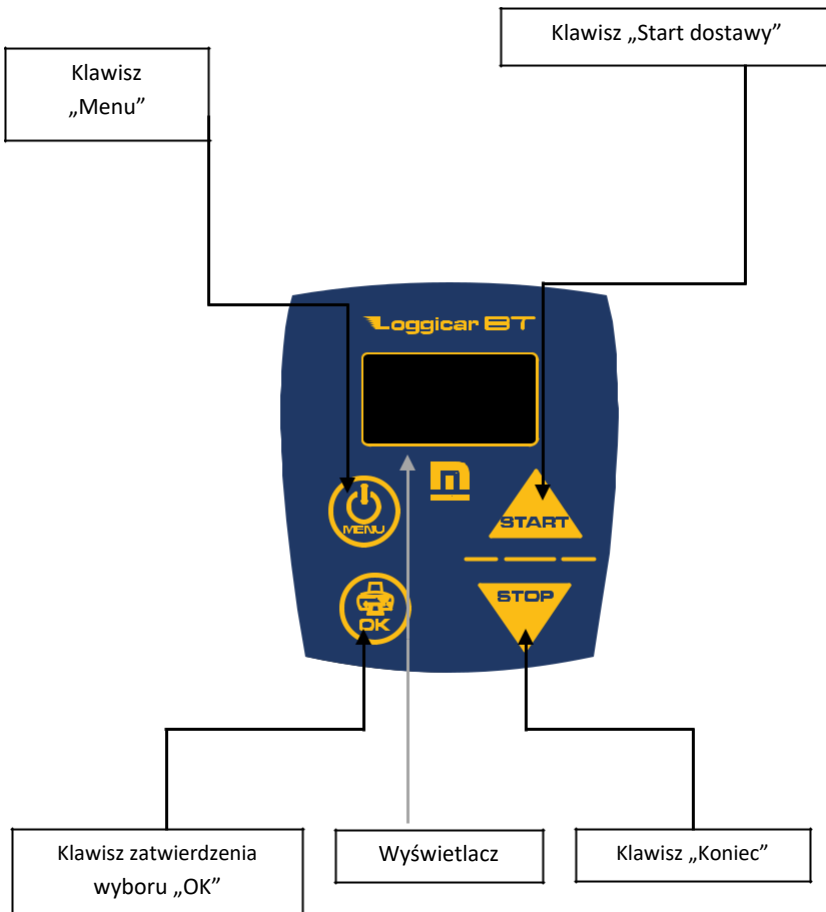 Klawisz „Start dostawy”
Klawisz
„Menu”
Loggicar BT
MENU
START
STOP
OK
Klawisz zatwierdzenia
wyboru „OK”
Wyświetlacz
Klawisz „Koniec”